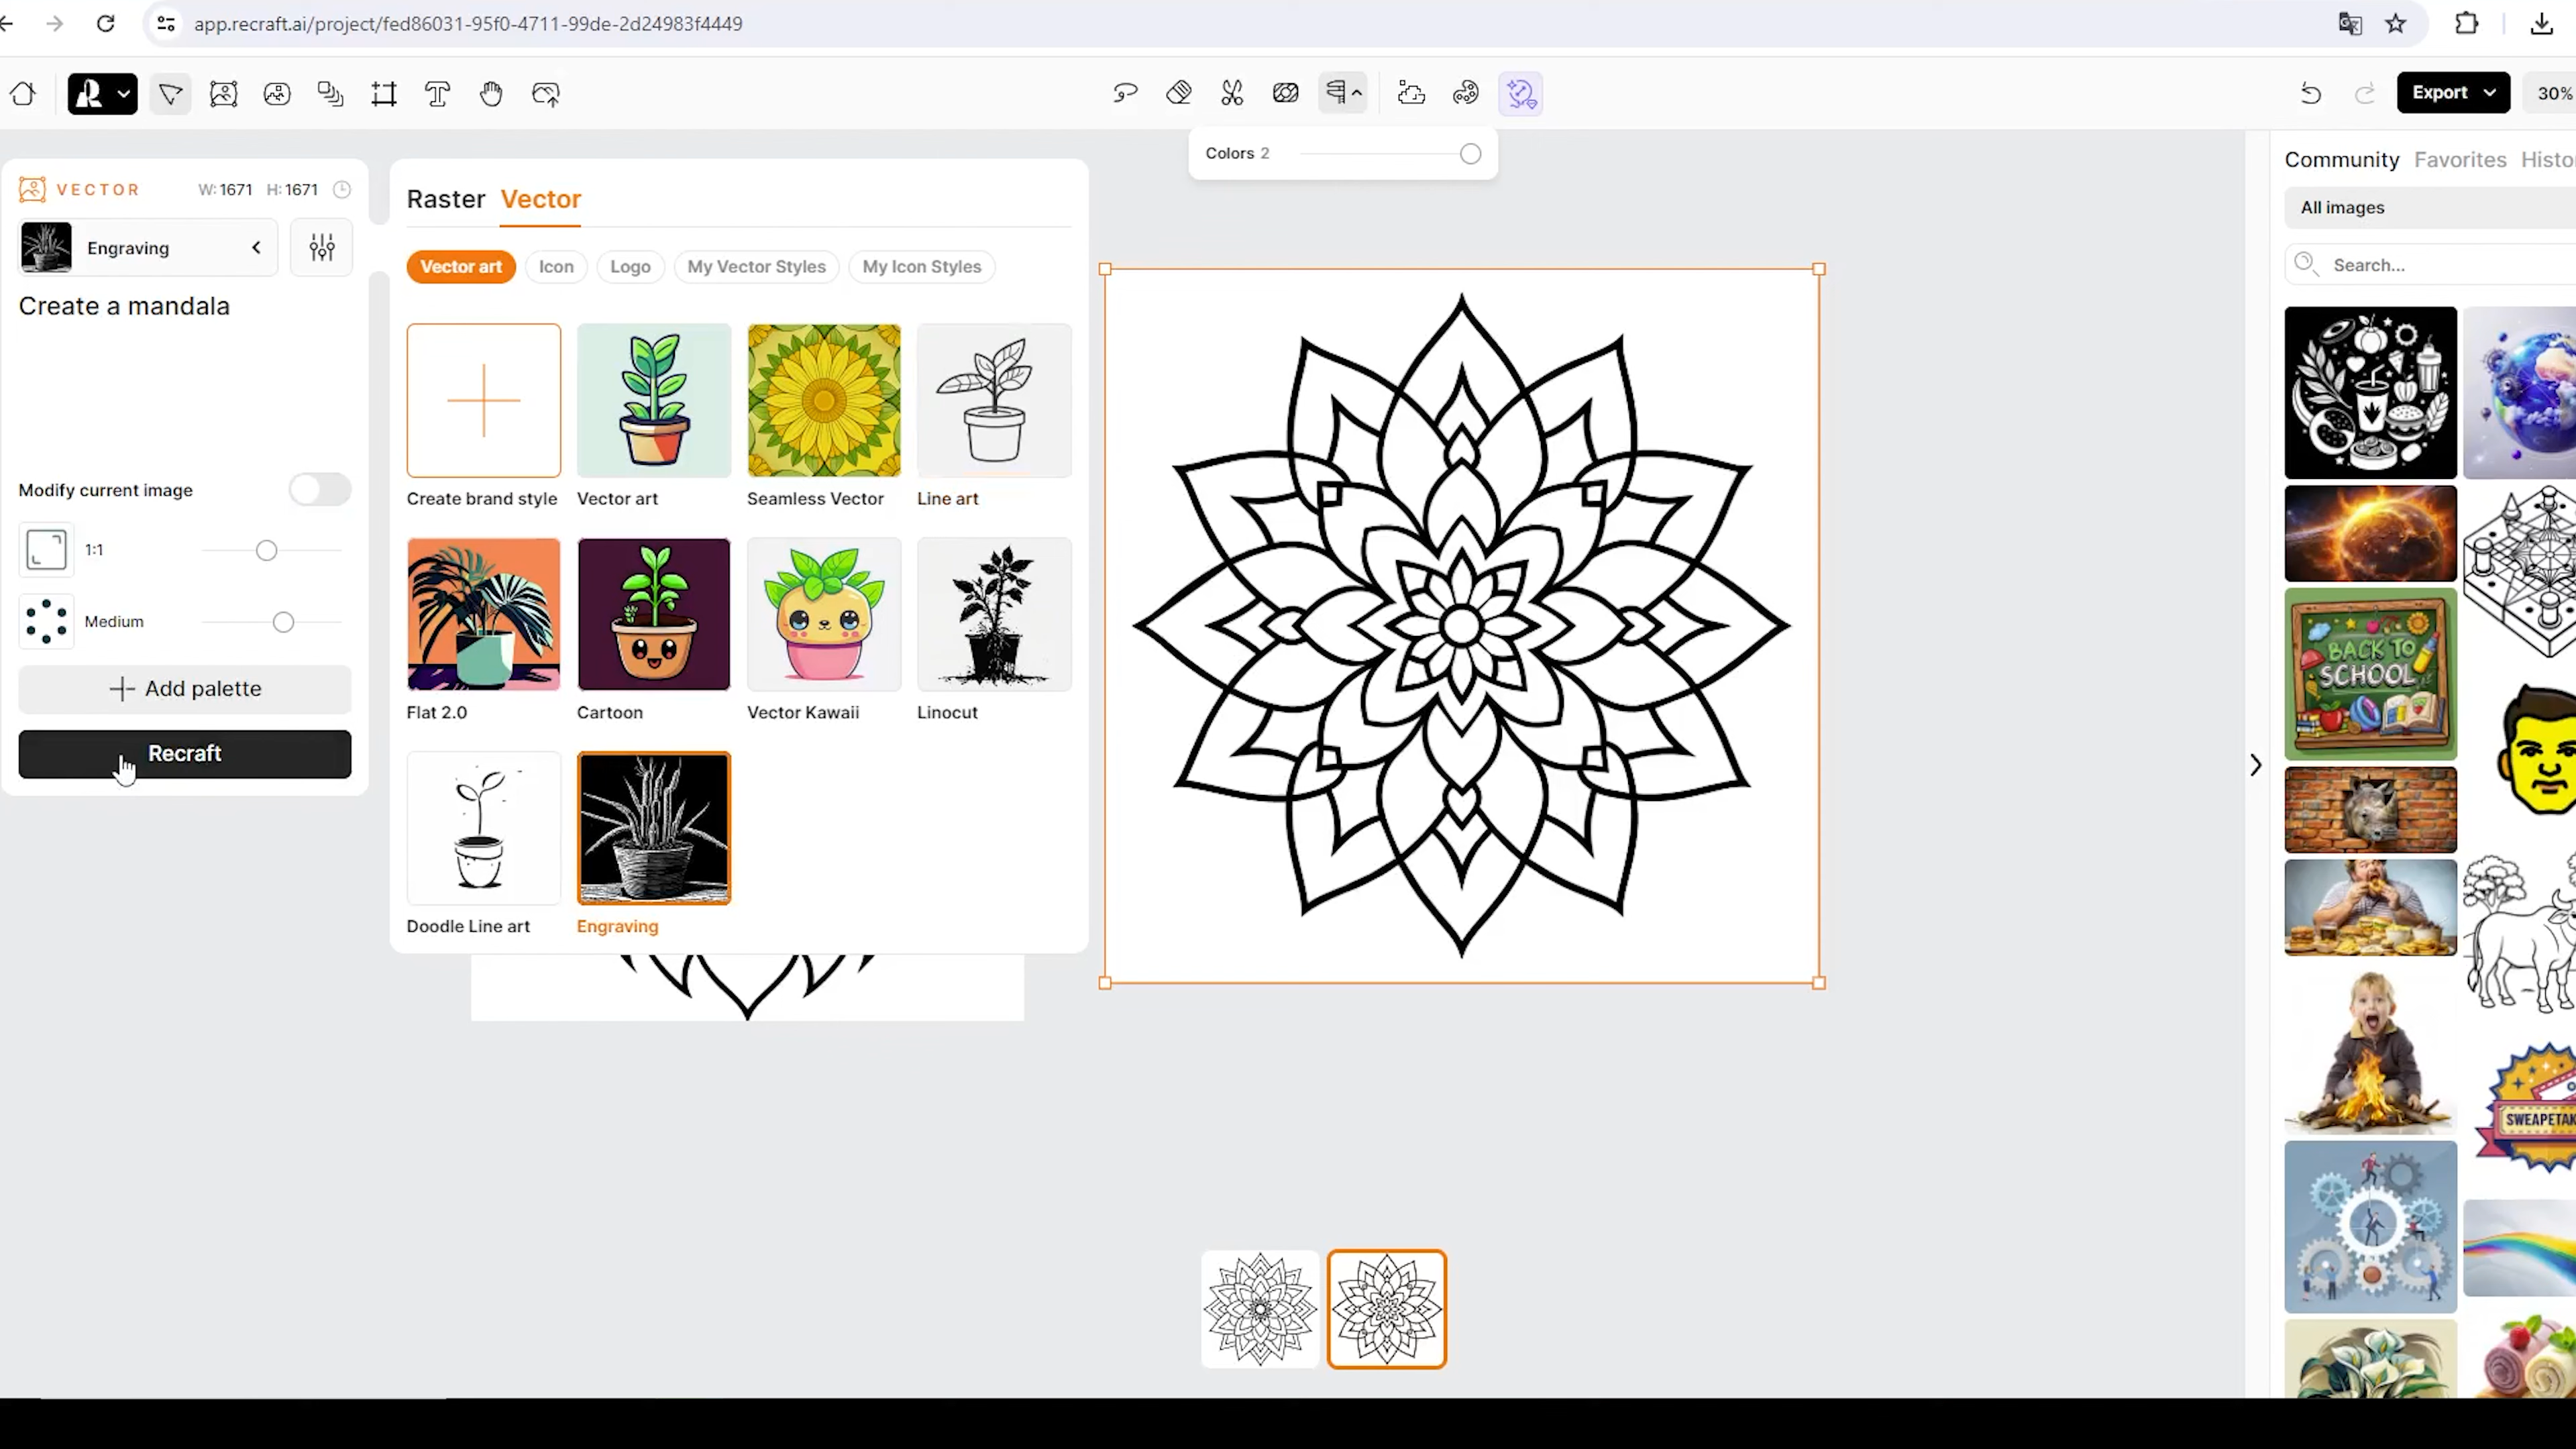 app.recraft.ai/project/fed86031-95f0-4711-99de-2d24983f4449
Export
30%
Colors 2
VECTOR W: 1671 H: 1671
Engraving
Create a mandala
Modify current image
1:1
Medium
Add palette
Recraft
Raster Vector
Vector art Icon Logo My Vector Styles My Icon Styles
Create brand style Vector art Seamless Vector Line art
Flat 2.0 Cartoon Vector Kawaii Linocut
Doodle Line art Engraving
Community Favorites Histo
All images
Search...
BACK TO
SCHOOL
SWEAPETAK